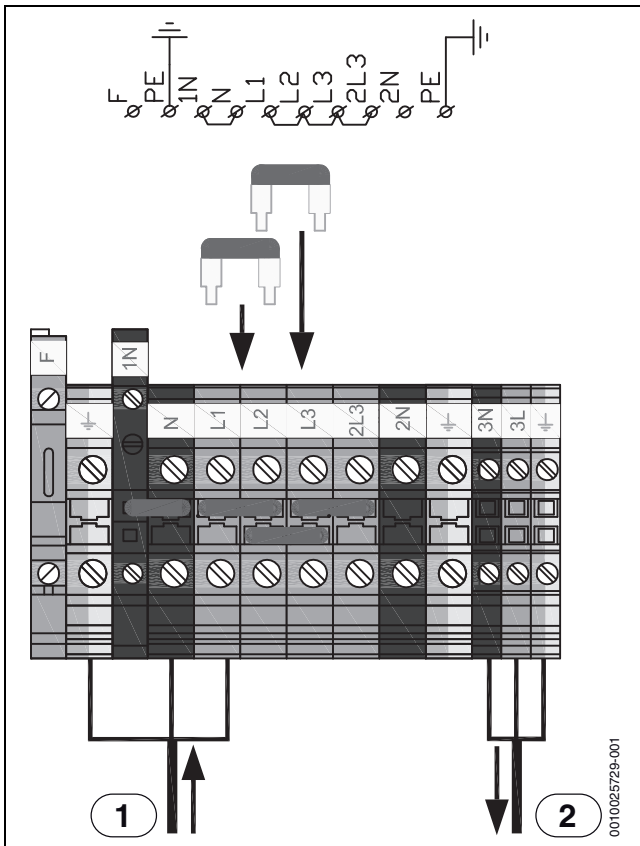 F PE 1N N L1 L2 L3 2L3 2N PE
F 1N
N L1 L2 L3 2L3 2N 3N 3L
1 2
0010025729-001